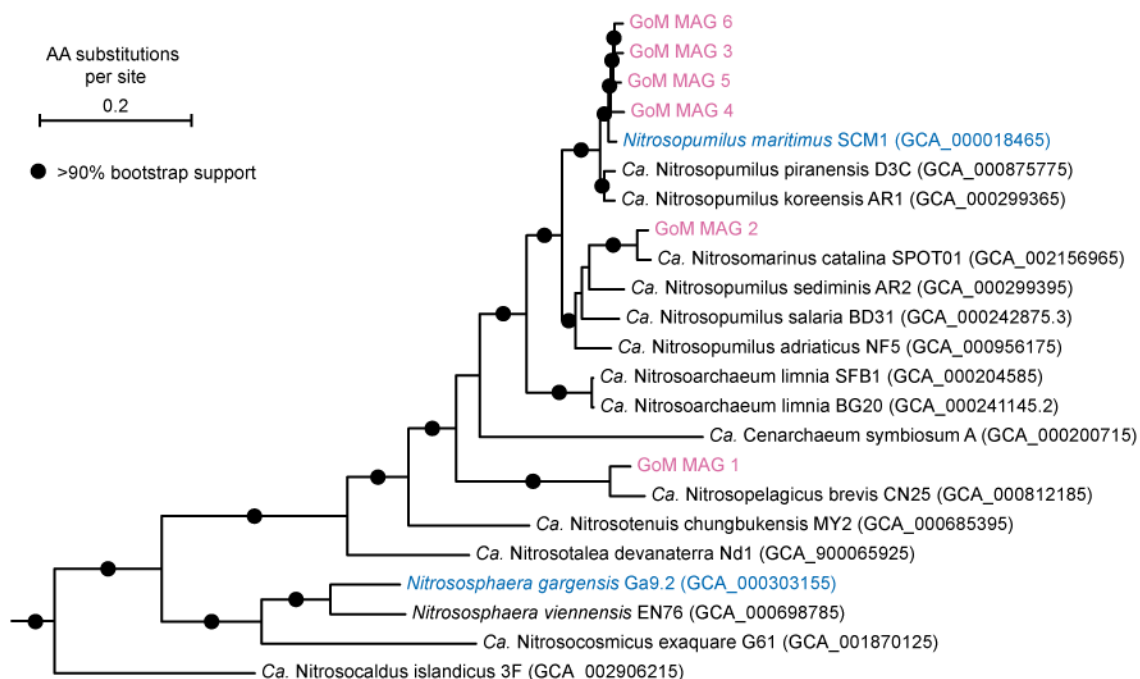 AA substitutions
per site
0.2
>90% bootstrap support
GoM MAG 6
GoM MAG 3
GoM MAG 5
GoM MAG 4
Nitrosopumilus maritimus SCM1 (GCA_000018465)
Ca. Nitrosopumilus piranensis D3C (GCA_000875775)
Ca. Nitrosopumilus koreensis AR1 (GCA_000299365)
GoM MAG 2
Ca. Nitrosomarinus catalina SPOT01 (GCA_002156965)
Ca. Nitrosopumilus sediminis AR2 (GCA_000299395)
Ca. Nitrosopumilus salaria BD31 (GCA_000242875.3)
Ca. Nitrosopumilus adriaticus NF5 (GCA_000956175)
Ca. Nitrosoarchaeum limnia SFB1 (GCA_000204585)
Ca. Nitrosoarchaeum limnia BG20 (GCA_000241145.2)
Ca. Cenarchaeum symbiosum A (GCA_000200715)
GoM MAG 1
Ca. Nitrosopelagicus brevis CN25 (GCA_000812185)
Ca. Nitrosotenuis chungbukensis MY2 (GCA_000685395)
Ca. Nitrosotalea devanaterra Nd1 (GCA_900065925)
Nitrososphaera gargensis Ga9.2 (GCA_000303155)
Nitrososphaera viennensis EN76 (GCA_000698785)
Ca. Nitrosocosmicus exaquare G61 (GCA_001870125)
Ca. Nitrosocaldus islandicus 3F (GCA_002906215)